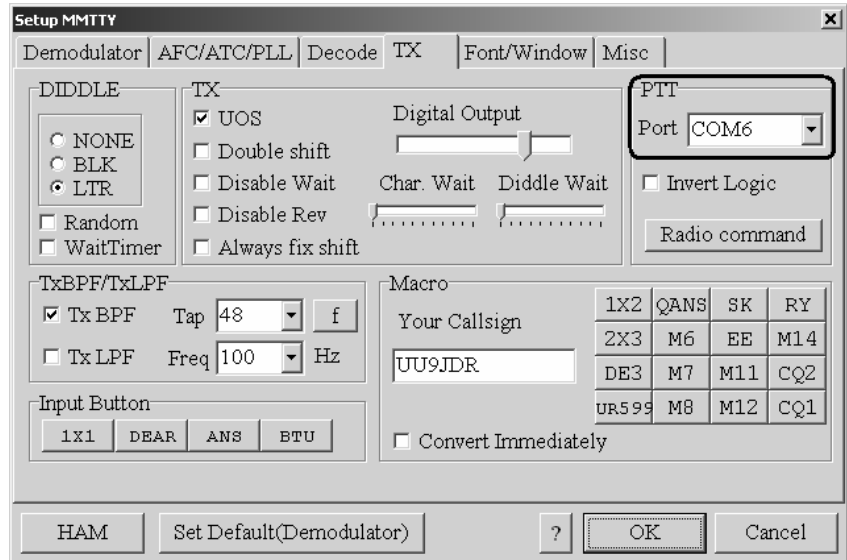 Setup MMTTY
Demodulator AFC/ATC/PLL Decode TX Font/Window Misc
DIDDLE
NONE
BLK
LTR
Random
WaitTimer
TX
UOS
Double shift
Disable Wait
Disable Rev
Always fix shift
Digital Output
Char. Wait Diddle Wait
PTT
Port COM6
Invert Logic
Radio command
TxBPF/TxLPF
Tx BPF Tap 48 f
Tx LPF Freq 100 Hz
Input Button
1X1 DEAR ANS BTU
Macro
Your Callsign
UU9JDR
Convert Immediately
1X2 QANS SK RY
2X3 M6 EE M14
DE3 M7 M11 CQ2
UR599 M8 M12 CQ1
HAM Set Default(Demodulator) ? OK Cancel